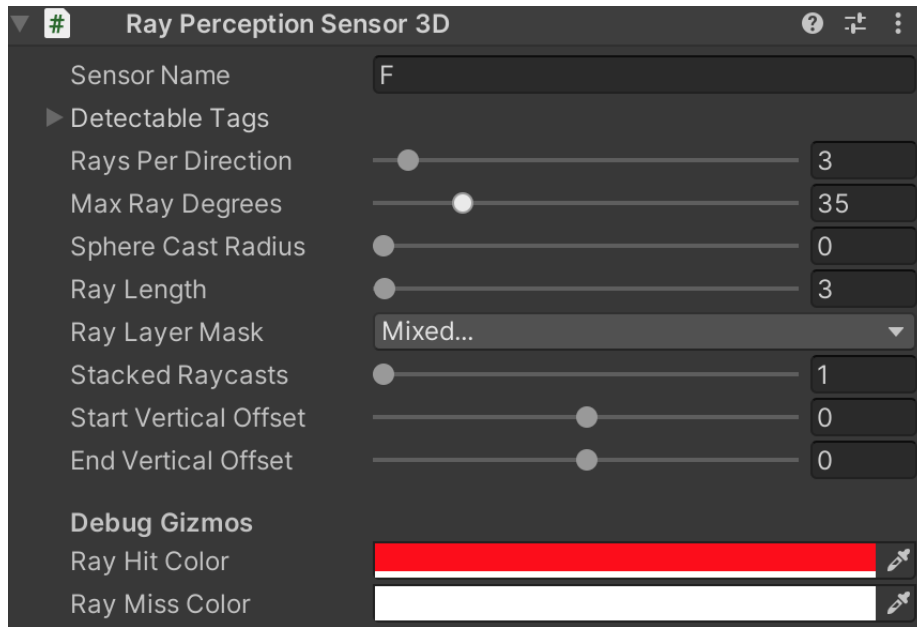 # Ray Perception Sensor 3D
Sensor Name F
Detectable Tags
Rays Per Direction 3
Max Ray Degrees 35
Sphere Cast Radius 0
Ray Length 3
Ray Layer Mask Mixed...
Stacked Raycasts 1
Start Vertical Offset 0
End Vertical Offset 0
Debug Gizmos
Ray Hit Color
Ray Miss Color